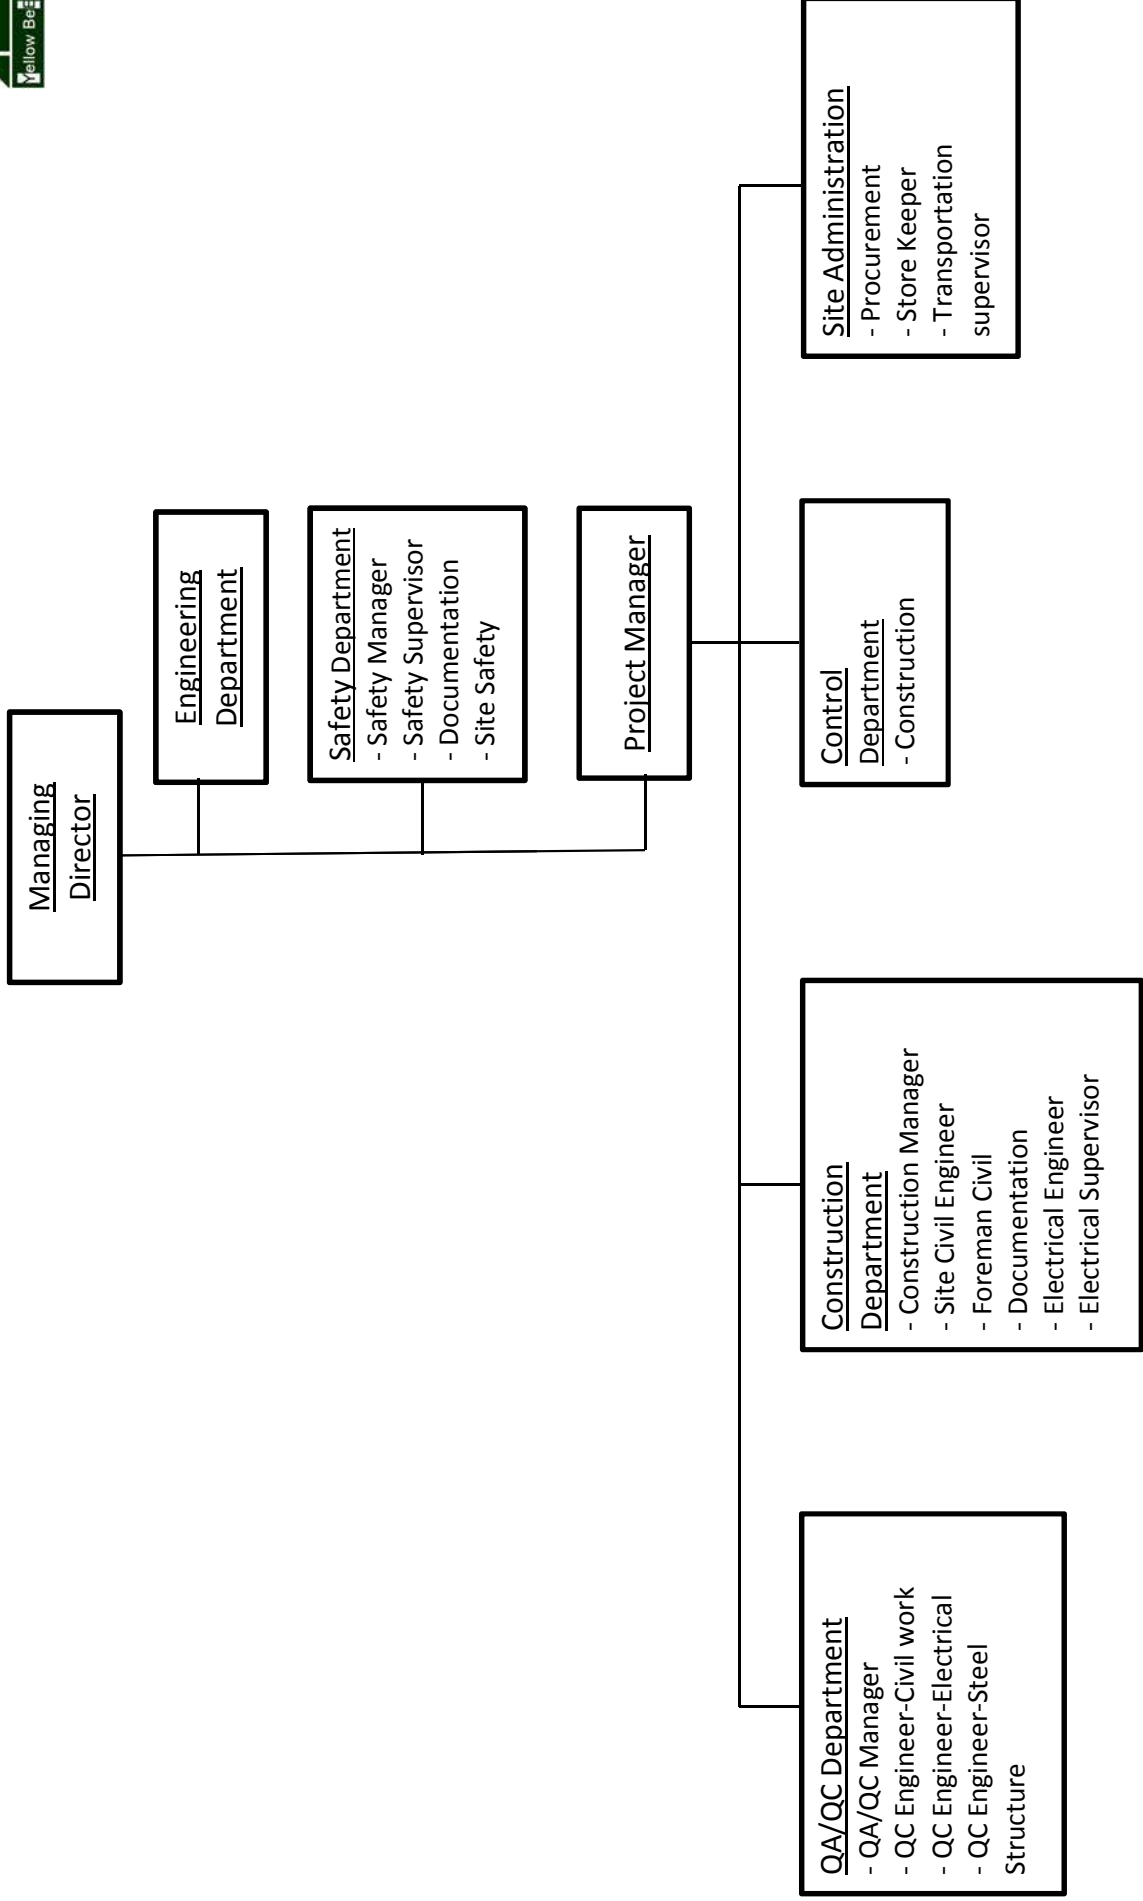 Yellow
Managing
Director
Engineering
Department
Safety Department
- Safety Manager
- Safety Supervisor
- Documentation
- Site Safety
Project Manager
QA/QC Department
- QA/QC Manager
- QC Engineer-Civil work
- QC Engineer-Electrical
- QC Engineer-Steel
Structure
Construction
Department
- Construction Manager
- Site Civil Engineer
- Foreman Civil
- Documentation
- Electrical Engineer
- Electrical Supervisor
Control
Department
- Construction
Site Administration
- Procurement
- Store Keeper
- Transportation
supervisor